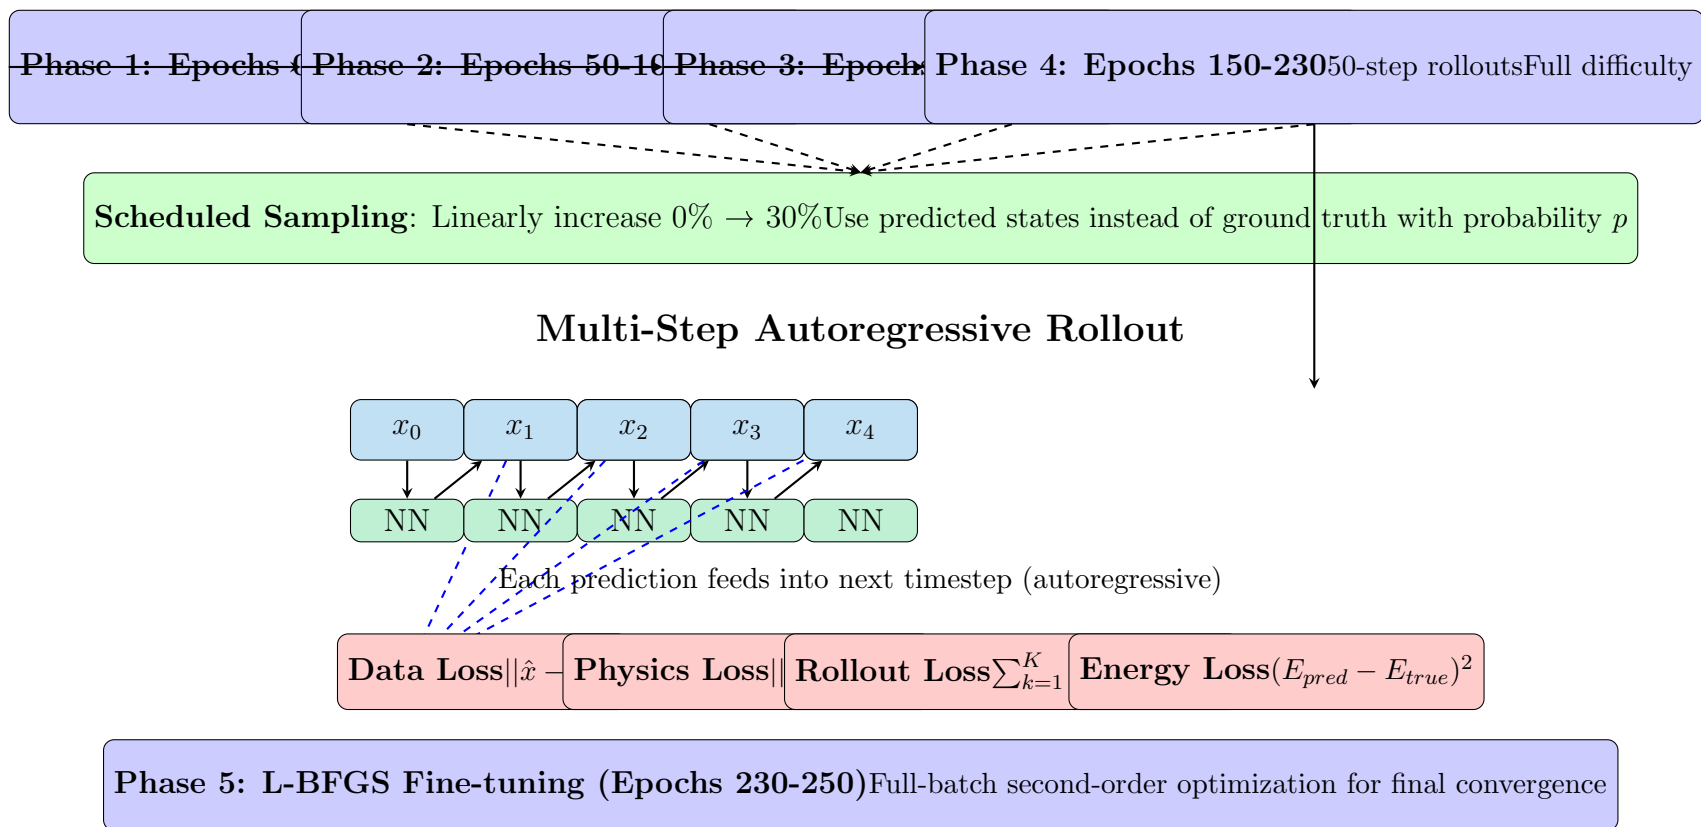 Phase 1: Epochs
Phase 2: Epochs 50-10
Phase 3: Epochs
Phase 4: Epochs 150-23050-step rolloutsFull difficulty
Scheduled Sampling: Linearly increase 0% → 30%Use predicted states instead of ground truth with probability p
Multi-Step Autoregressive Rollout
x₀ x₁ x₂ x₃ x₄
NN NN NN NN NN
Each prediction feeds into next timestep (autoregressive)
Data Loss||x̂ −
Physics Loss||
Rollout Loss∑ᴷₖ₌₁
Energy Loss(E_pred − E_true)²
Phase 5: L-BFGS Fine-tuning (Epochs 230-250)Full-batch second-order optimization for final convergence